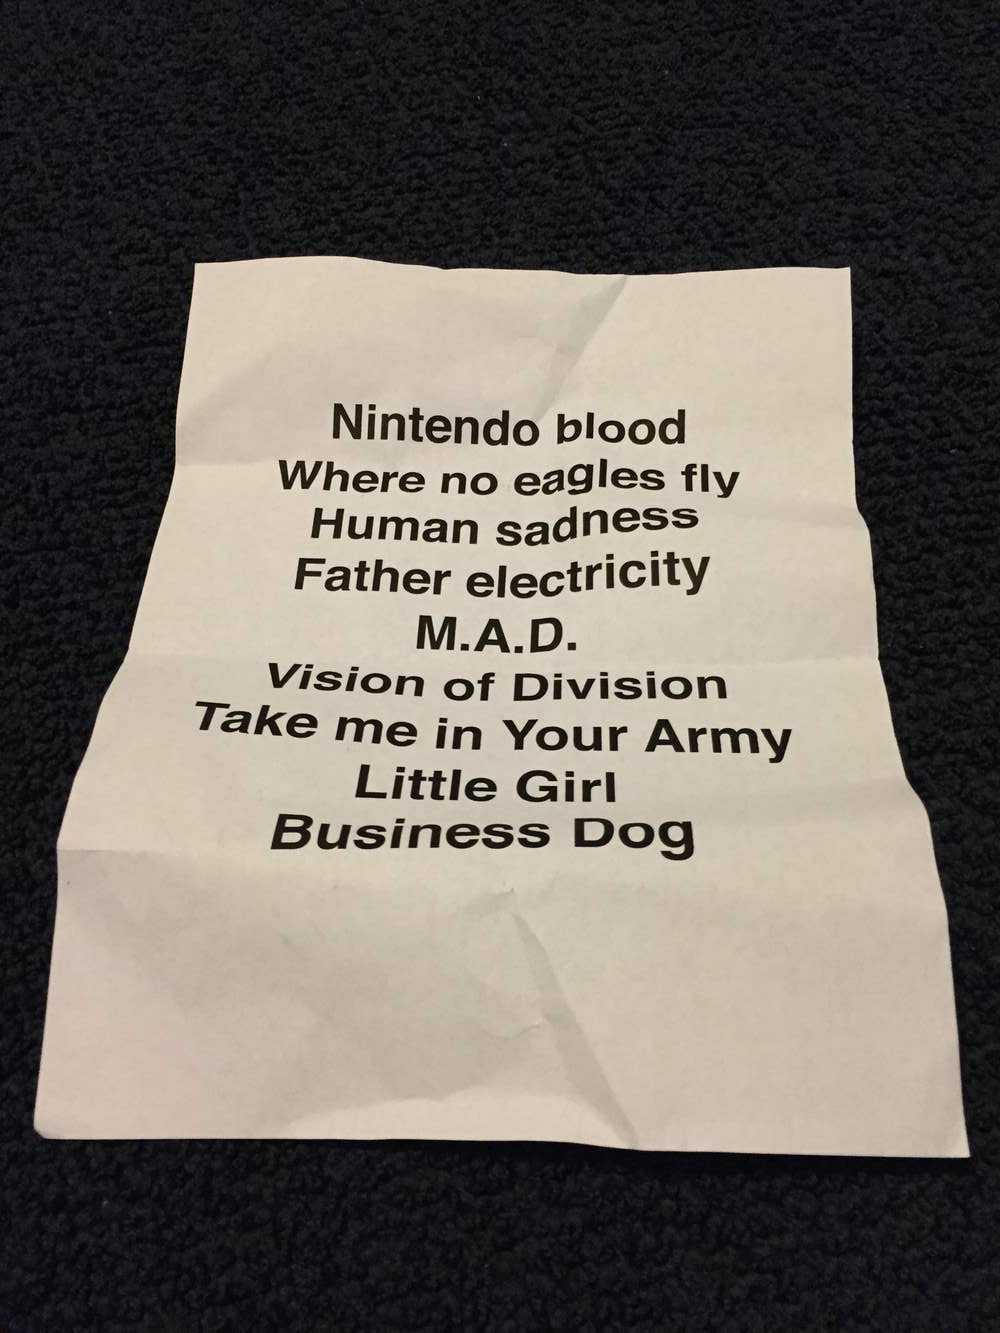 Nintendo blood
Where no eagles fly
Human sadness
Father electricity
M.A.D.
Vision of Division
Take me in Your Army
Little Girl
Business Dog